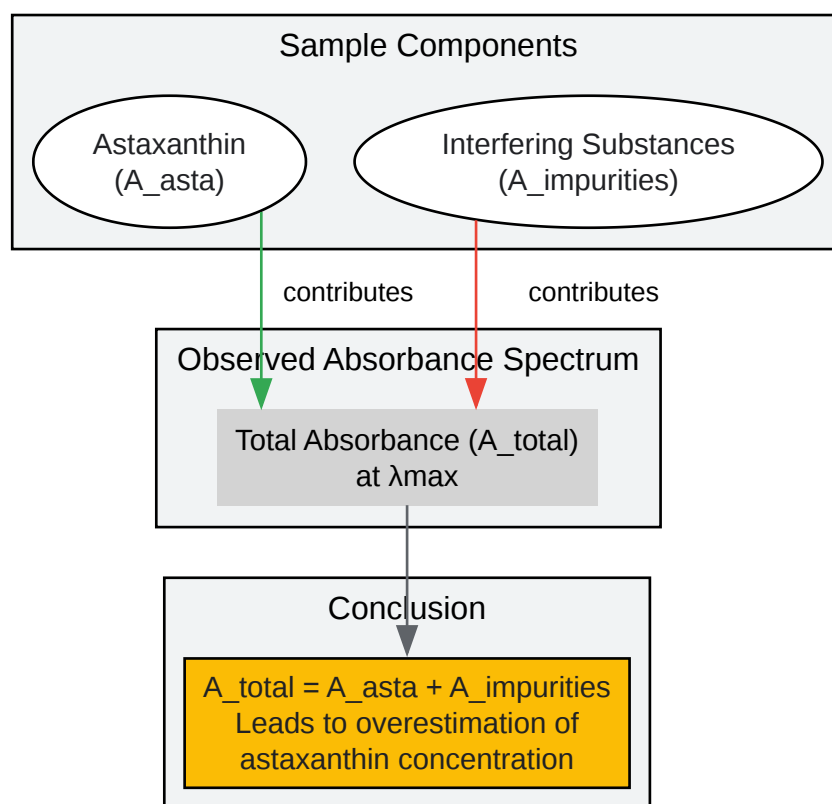 Sample Components
Astaxanthin
(A_asta)
Interfering Substances
(A_impurities)
contributes
contributes
Observed Absorbance Spectrum
Total Absorbance (A_total)
at λmax
Conclusion
A_total = A_asta + A_impurities
Leads to overestimation of
astaxanthin concentration